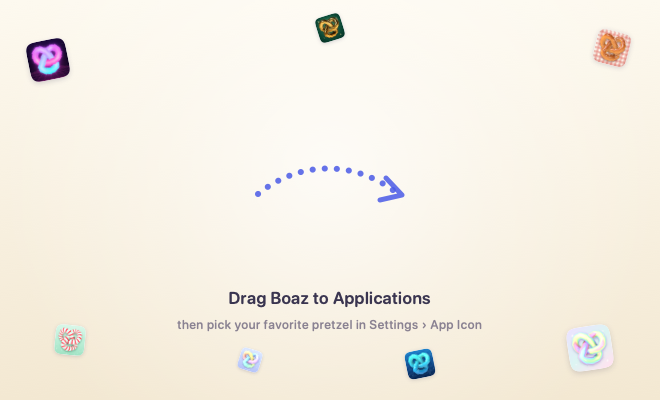 Drag Boaz to Applications
then pick your favorite pretzel in Settings › App Icon